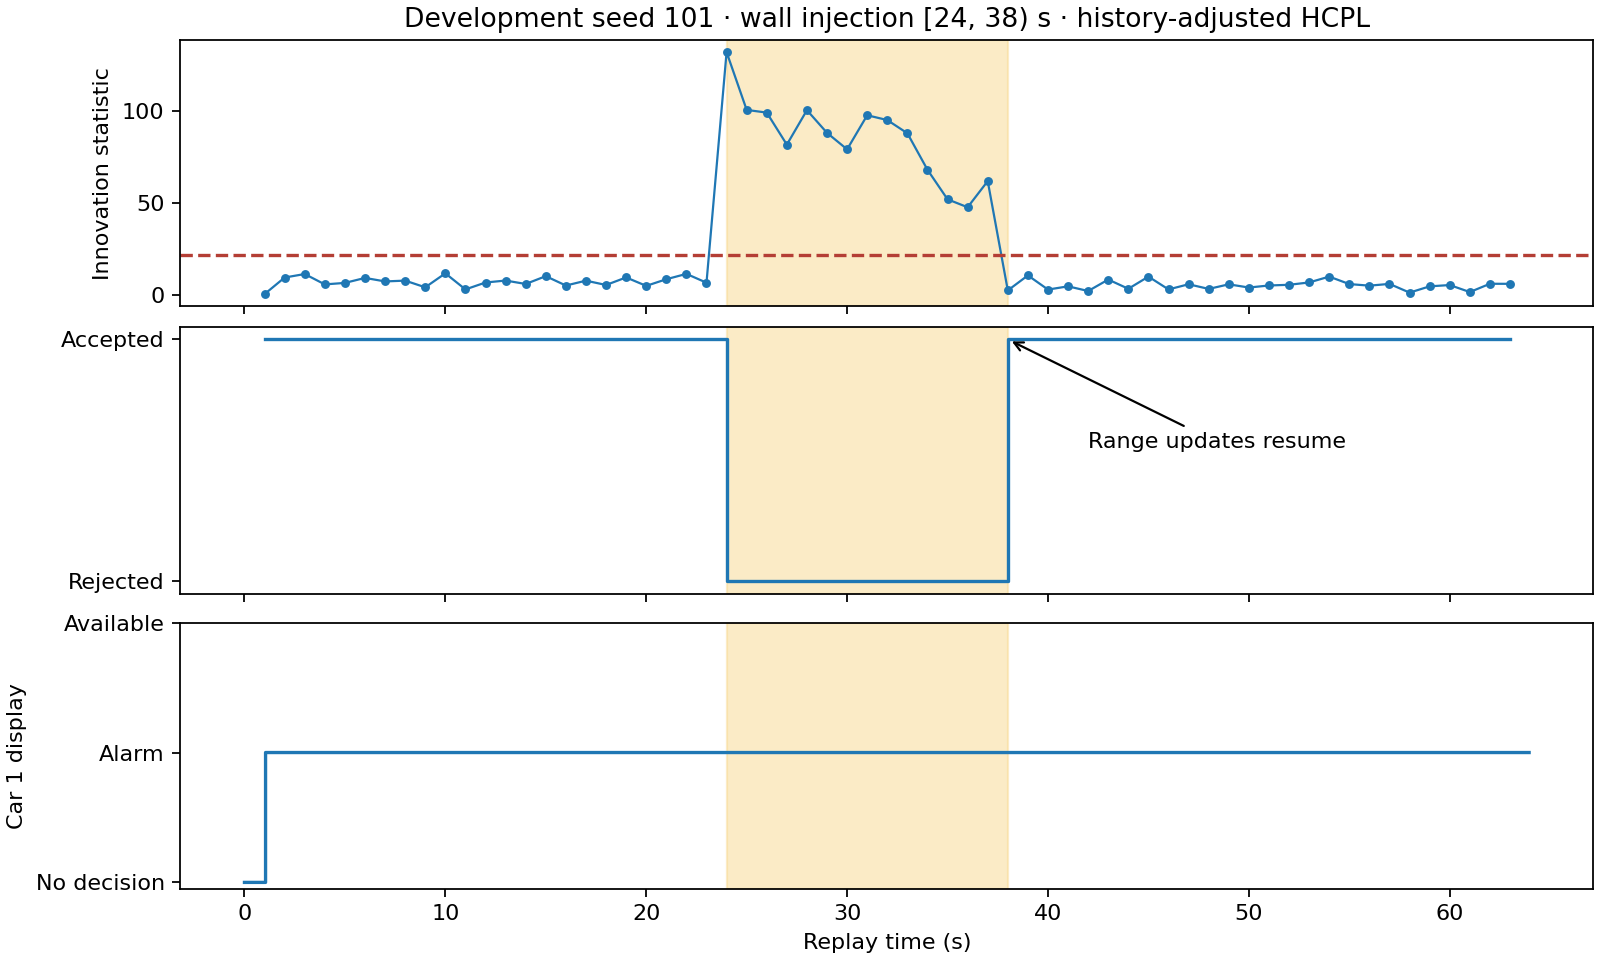 Development seed 101 · wall injection [24, 38) s · history-adjusted HCPL
Innovation statistic
100
50
0
Accepted
Rejected
Range updates resume
Car 1 display
Available
Alarm
No decision
0 10 20 30 40 50 60
Replay time (s)